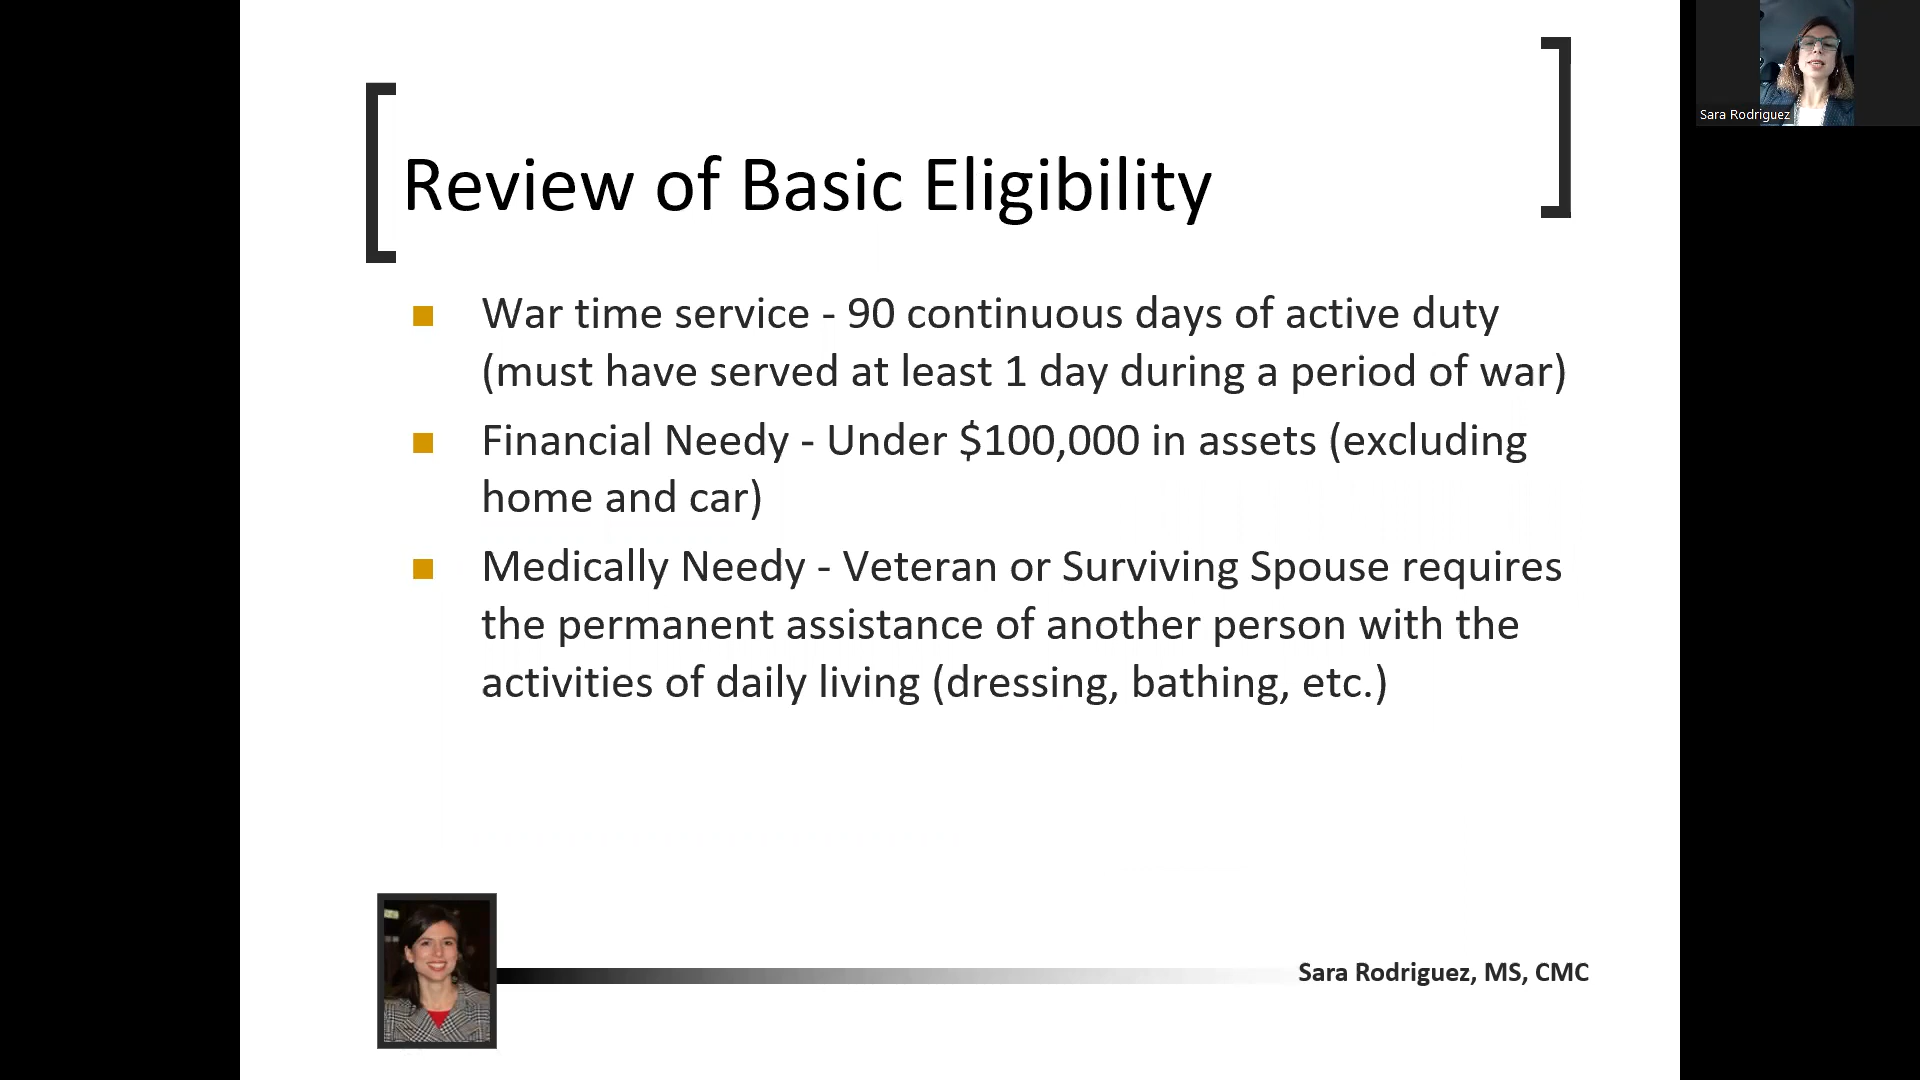 Review of Basic Eligibility
War time service - 90 continuous days of active duty
(must have served at least 1 day during a period of war)
Financial Needy - Under $100,000 in assets (excluding
home and car)
Medically Needy - Veteran or Surviving Spouse requires
the permanent assistance of another person with the
activities of daily living (dressing, bathing, etc.)
Sara Rodriguez, MS, CMC
Sara Rodriguez